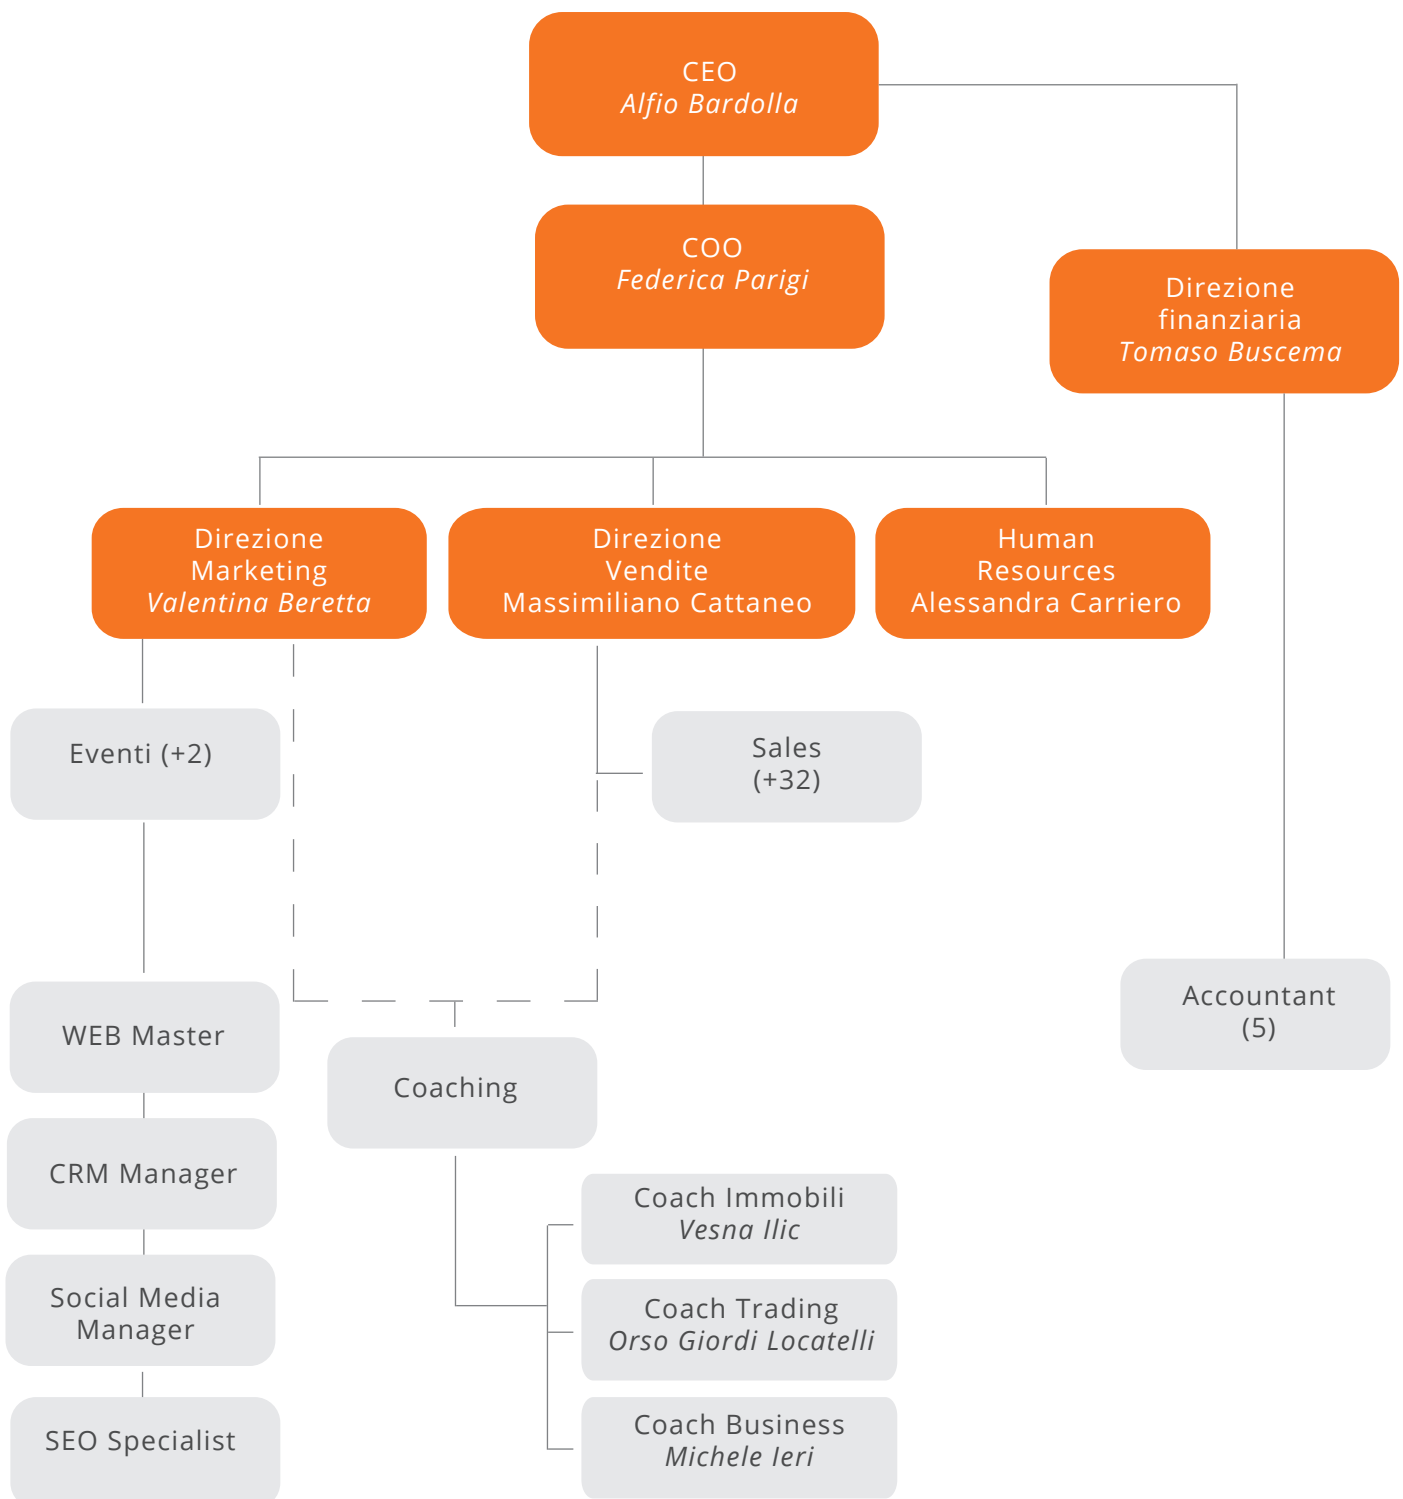 CEO
Alfio Bardolla
COO
Federica Parigi
Direzione
finanziaria
Tomaso Buscema
Direzione
Marketing
Valentina Beretta
Direzione
Vendite
Massimiliano Cattaneo
Human
Resources
Alessandra Carriero
Eventi (+2)
Sales
(+32)
WEB Master
Accountant
(5)
Coaching
CRM Manager
Coach Immobili
Vesna Ilic
Social Media
Manager
Coach Trading
Orso Giordi Locatelli
SEO Specialist
Coach Business
Michele Ieri